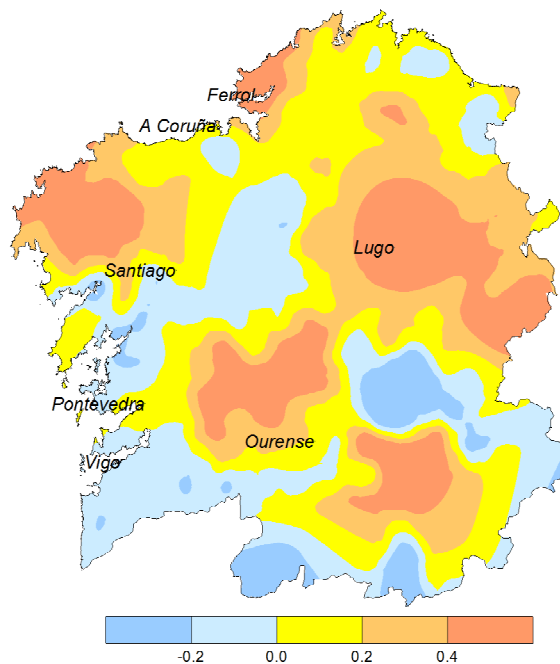 Ferrol
A Coruña
Lugo
Santiago
Pontevedra
Ourense
Vigo
-0.2 0.0 0.2 0.4